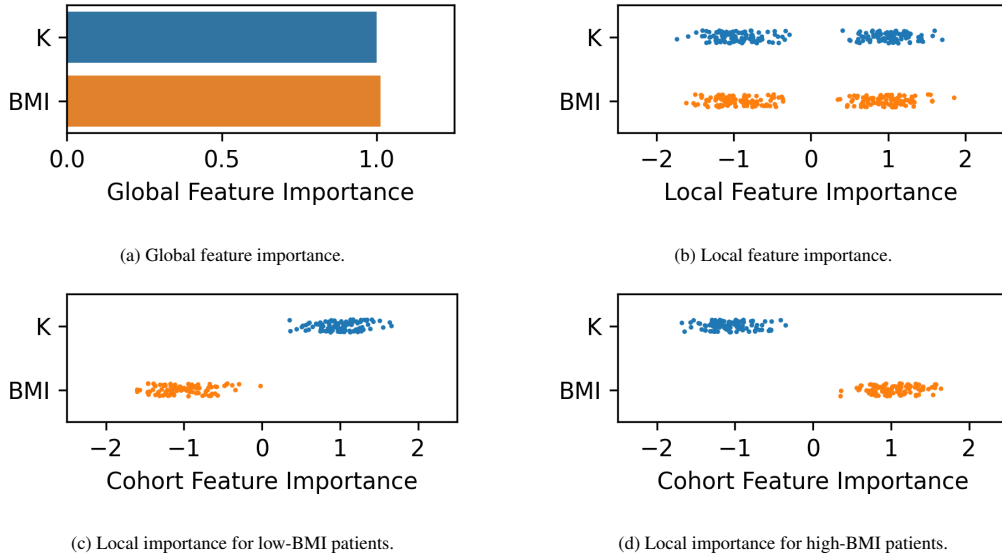 K
BMI
0.0 0.5 1.0
Global Feature Importance
(a) Global feature importance.
K
BMI
−2 −1 0 1 2
Local Feature Importance
(b) Local feature importance.
K
BMI
−2 −1 0 1 2
Cohort Feature Importance
(c) Local importance for low-BMI patients.
K
BMI
−2 −1 0 1 2
Cohort Feature Importance
(d) Local importance for high-BMI patients.